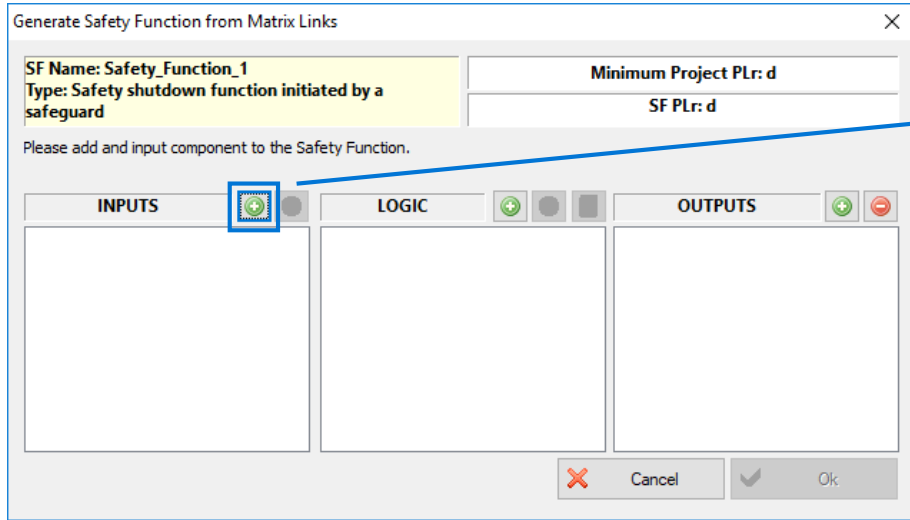 Generate Safety Function from Matrix Links
SF Name: Safety_Function_1
Type: Safety shutdown function initiated by a
safeguard
Minimum Project PLr: d
SF PLr: d
Please add and input component to the Safety Function.
INPUTS
LOGIC
OUTPUTS
Cancel
Ok